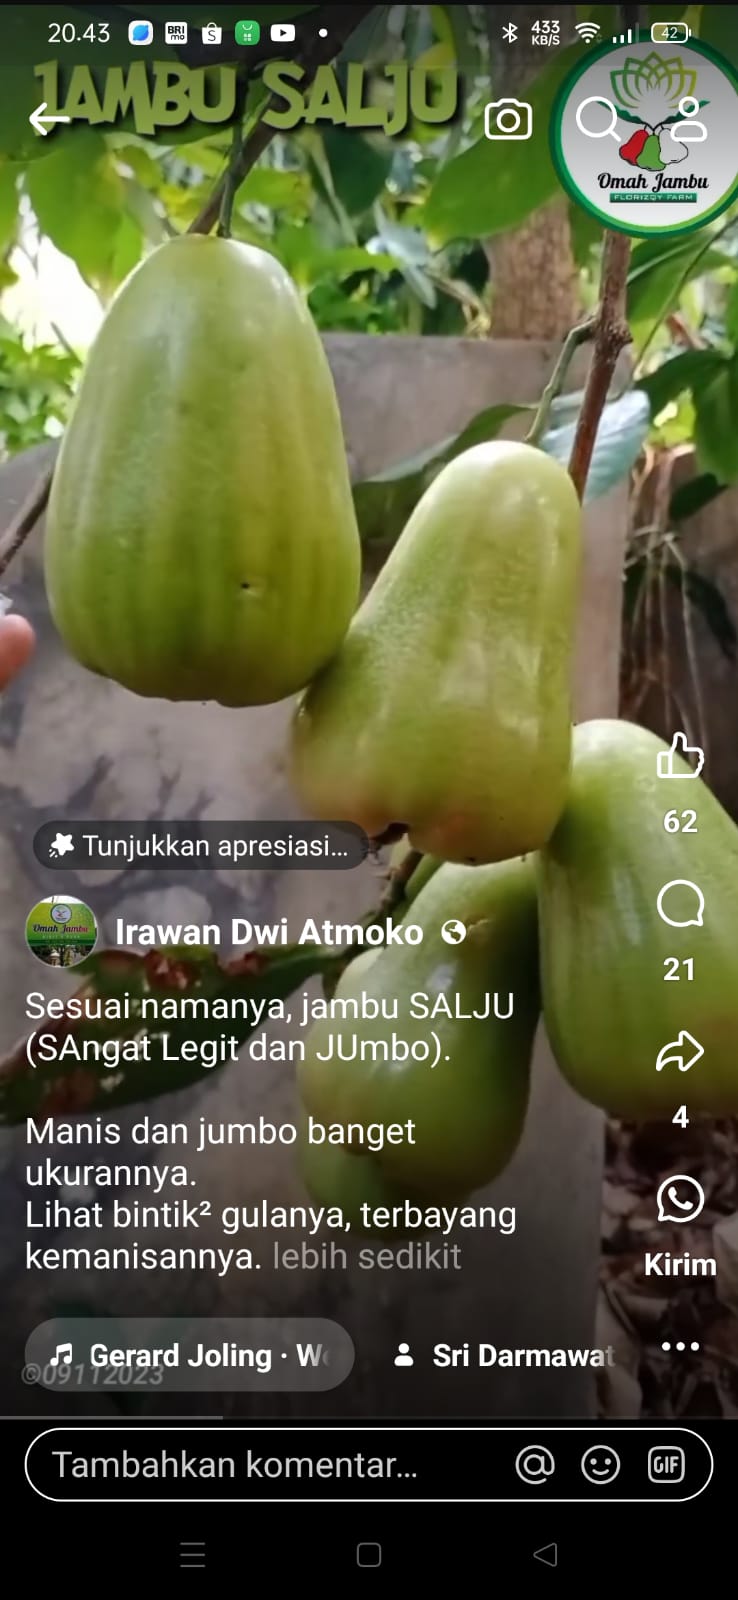 20.43
BRI
mo
S
433
KB/S
42
JAMBU SALJU
Omah Jambu
FLORIZQY FARM
62
Tunjukkan apresiasi...
Omah Jambu
Irawan Dwi Atmoko
21
Sesuai namanya, jambu SALJU
(SAngat Legit dan JUmbo).
4
Manis dan jumbo banget
ukurannya.
Lihat bintik² gulanya, terbayang
kemanisannya. lebih sedikit
Kirim
Gerard Joling · W
Sri Darmawat
©09112023
Tambahkan komentar...
GIF